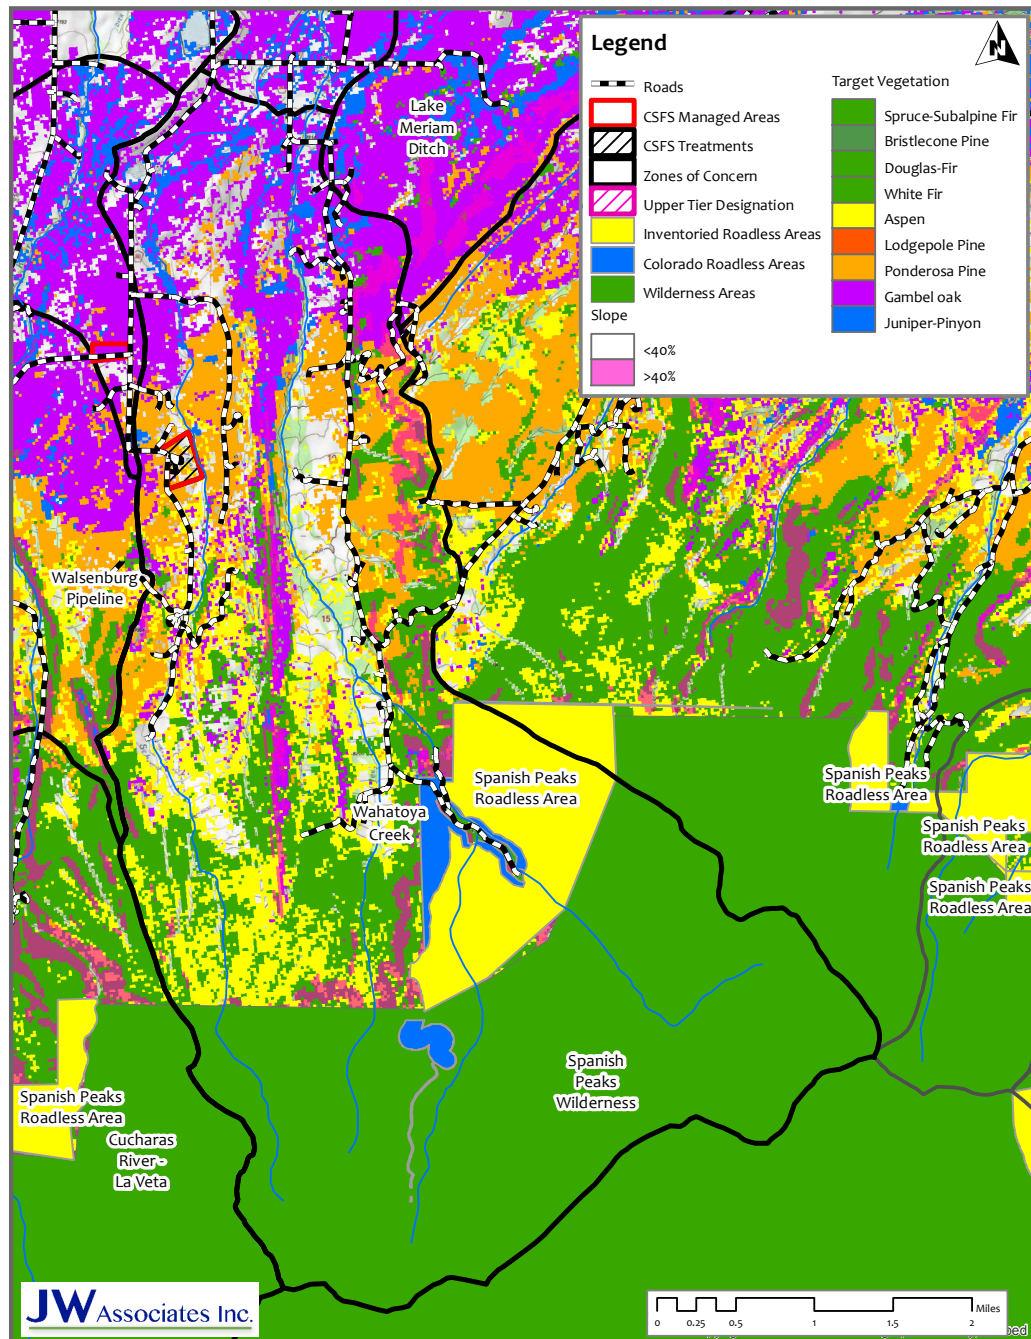 Legend
N
Roads
CSFS Managed Areas
CSFS Treatments
Zones of Concern
Upper Tier Designation
Inventoried Roadless Areas
Colorado Roadless Areas
Wilderness Areas
Slope
<40%
>40%
Target Vegetation
Spruce-Subalpine Fir
Bristlecone Pine
Douglas-Fir
White Fir
Aspen
Lodgepole Pine
Ponderosa Pine
Gambel oak
Juniper-Pinyon
Lake
Meriam
Ditch
Walsenburg
Pipeline
15
Spanish Peaks
Roadless Area
Wahatoya
Creek
Spanish Peaks
Roadless Area
Spanish Peaks
Roadless Area
Spanish Peaks
Roadless Area
Spanish
Peaks
Wilderness
Spanish Peaks
Roadless Area
Cucharas
River -
La Veta
JW Associates Inc.
Miles
0 0.25 0.5 1 1.5 2